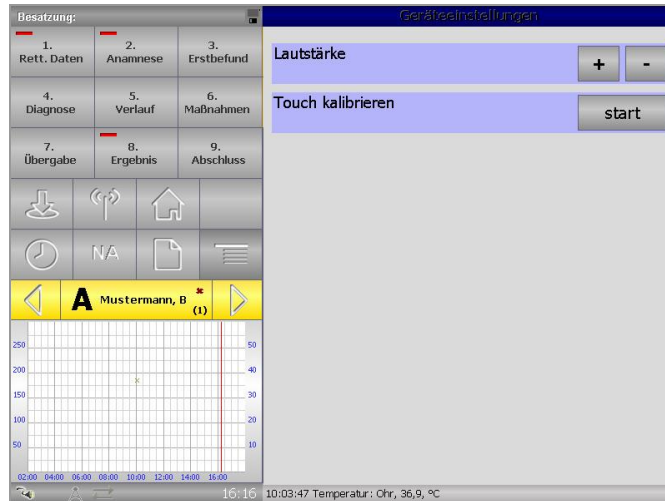 Besatzung:
Geräteeinstellungen
1.
Rett. Daten
2.
Anamnese
3.
Erstbefund
4.
Diagnose
5.
Verlauf
6.
Maßnahmen
7.
Übergabe
8.
Ergebnis
9.
Abschluss
NA
A Mustermann, B
(1)
Lautstärke
+ -
Touch kalibrieren
start
250 50
200 40
150 30
100 20
50 10
02:00 04:00 06:00 08:00 10:00 12:00 14:00 16:00
16:16 10:03:47 Temperatur: Ohr, 36,9, °C